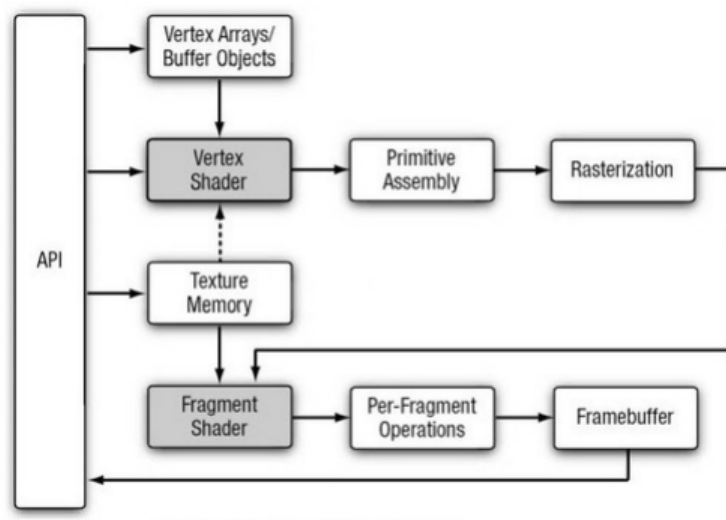 Vertex Arrays/
Buffer Objects
Vertex
Shader
Primitive
Assembly
Rasterization
API
Texture
Memory
Fragment
Shader
Per-Fragment
Operations
Framebuffer